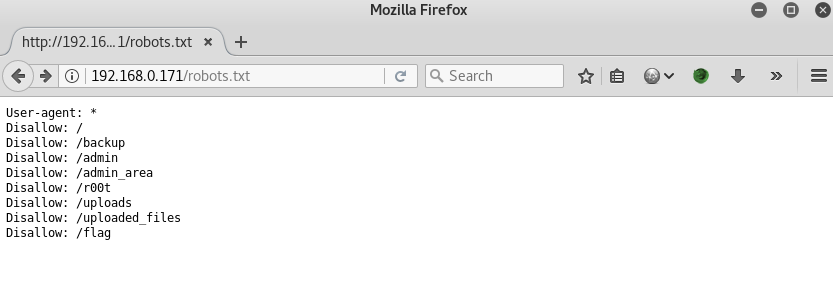 Mozilla Firefox
http://192.16...1/robots.txt
192.168.0.171/robots.txt
Search
User-agent: *
Disallow: /
Disallow: /backup
Disallow: /admin
Disallow: /admin_area
Disallow: /r00t
Disallow: /uploads
Disallow: /uploaded_files
Disallow: /flag